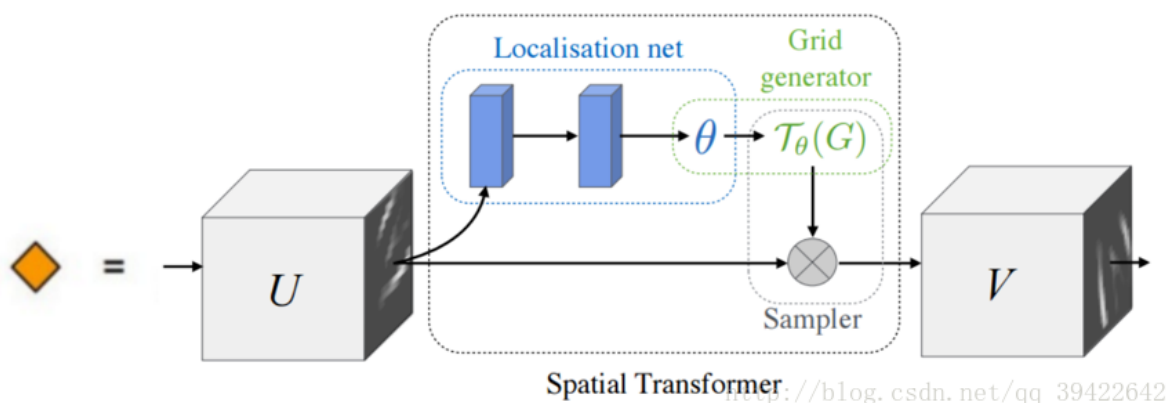 Localisation net
Grid
generator
θ
𝒯θ(G)
=
U
V
Sampler
Spatial Transformer
http://blog.csdn.net/qq_39422642